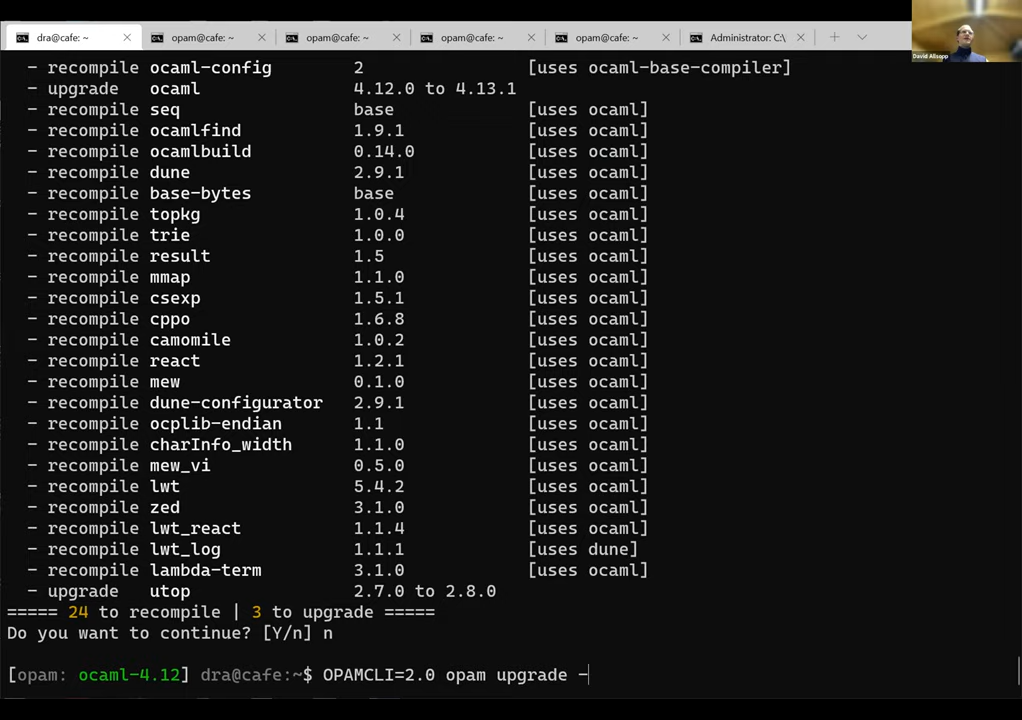 dra@cafe: ~ opam@cafe: ~ opam@cafe: ~ opam@cafe: ~ opam@cafe: ~ Administrator: C:\
David Allsopp
- recompile ocaml-config 2 [uses ocaml-base-compiler]
- upgrade ocaml 4.12.0 to 4.13.1
- recompile seq base [uses ocaml]
- recompile ocamlfind 1.9.1 [uses ocaml]
- recompile ocamlbuild 0.14.0 [uses ocaml]
- recompile dune 2.9.1 [uses ocaml]
- recompile base-bytes base [uses ocaml]
- recompile topkg 1.0.4 [uses ocaml]
- recompile trie 1.0.0 [uses ocaml]
- recompile result 1.5 [uses ocaml]
- recompile mmap 1.1.0 [uses ocaml]
- recompile csexp 1.5.1 [uses ocaml]
- recompile cppo 1.6.8 [uses ocaml]
- recompile camomile 1.0.2 [uses ocaml]
- recompile react 1.2.1 [uses ocaml]
- recompile mew 0.1.0 [uses ocaml]
- recompile dune-configurator 2.9.1 [uses ocaml]
- recompile ocplib-endian 1.1 [uses ocaml]
- recompile charInfo_width 1.1.0 [uses ocaml]
- recompile mew_vi 0.5.0 [uses ocaml]
- recompile lwt 5.4.2 [uses ocaml]
- recompile zed 3.1.0 [uses ocaml]
- recompile lwt_react 1.1.4 [uses ocaml]
- recompile lwt_log 1.1.1 [uses dune]
- recompile lambda-term 3.1.0 [uses ocaml]
- upgrade utop 2.7.0 to 2.8.0
===== 24 to recompile | 3 to upgrade =====
Do you want to continue? [Y/n] n
[opam: ocaml-4.12] dra@cafe:~$ OPAMCLI=2.0 opam upgrade -